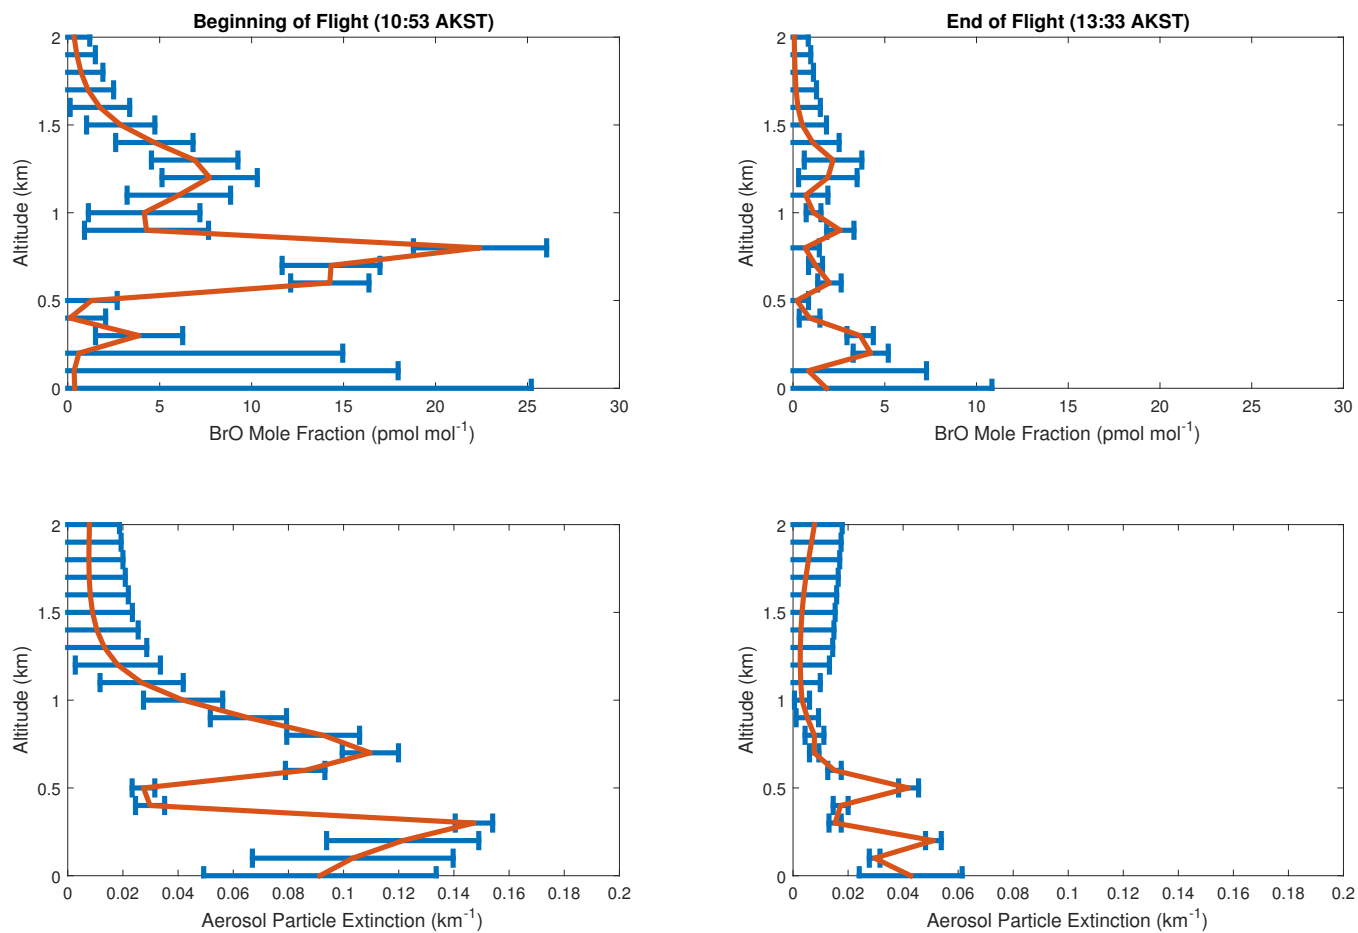 Beginning of Flight (10:53 AKST)
2
1.5
1
0.5
0
Altitude (km)
0 5 10 15 20 25 30
BrO Mole Fraction (pmol mol⁻¹)
End of Flight (13:33 AKST)
2
1.5
1
0.5
0
Altitude (km)
0 5 10 15 20 25 30
BrO Mole Fraction (pmol mol⁻¹)
2
1.5
1
0.5
0
Altitude (km)
0 0.02 0.04 0.06 0.08 0.1 0.12 0.14 0.16 0.18 0.2
Aerosol Particle Extinction (km⁻¹)
2
1.5
1
0.5
0
Altitude (km)
0 0.02 0.04 0.06 0.08 0.1 0.12 0.14 0.16 0.18 0.2
Aerosol Particle Extinction (km⁻¹)